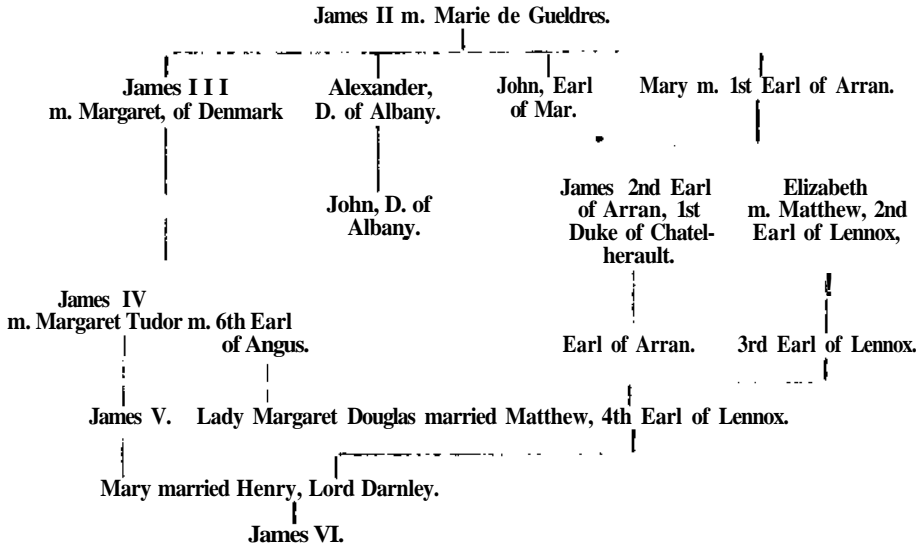 James II m. Marie de Gueldres.
James III
m. Margaret, of Denmark
Alexander,
D. of Albany.
John, Earl
of Mar.
Mary m. 1st Earl of Arran.
John, D. of
Albany.
James 2nd Earl
of Arran, 1st
Duke of Chatel-
herault.
Elizabeth
m. Matthew, 2nd
Earl of Lennox,
James IV
m. Margaret Tudor m. 6th Earl
of Angus.
Earl of Arran.
3rd Earl of Lennox.
James V.
Lady Margaret Douglas married Matthew, 4th Earl of Lennox.
Mary married Henry, Lord Darnley.
James VI.